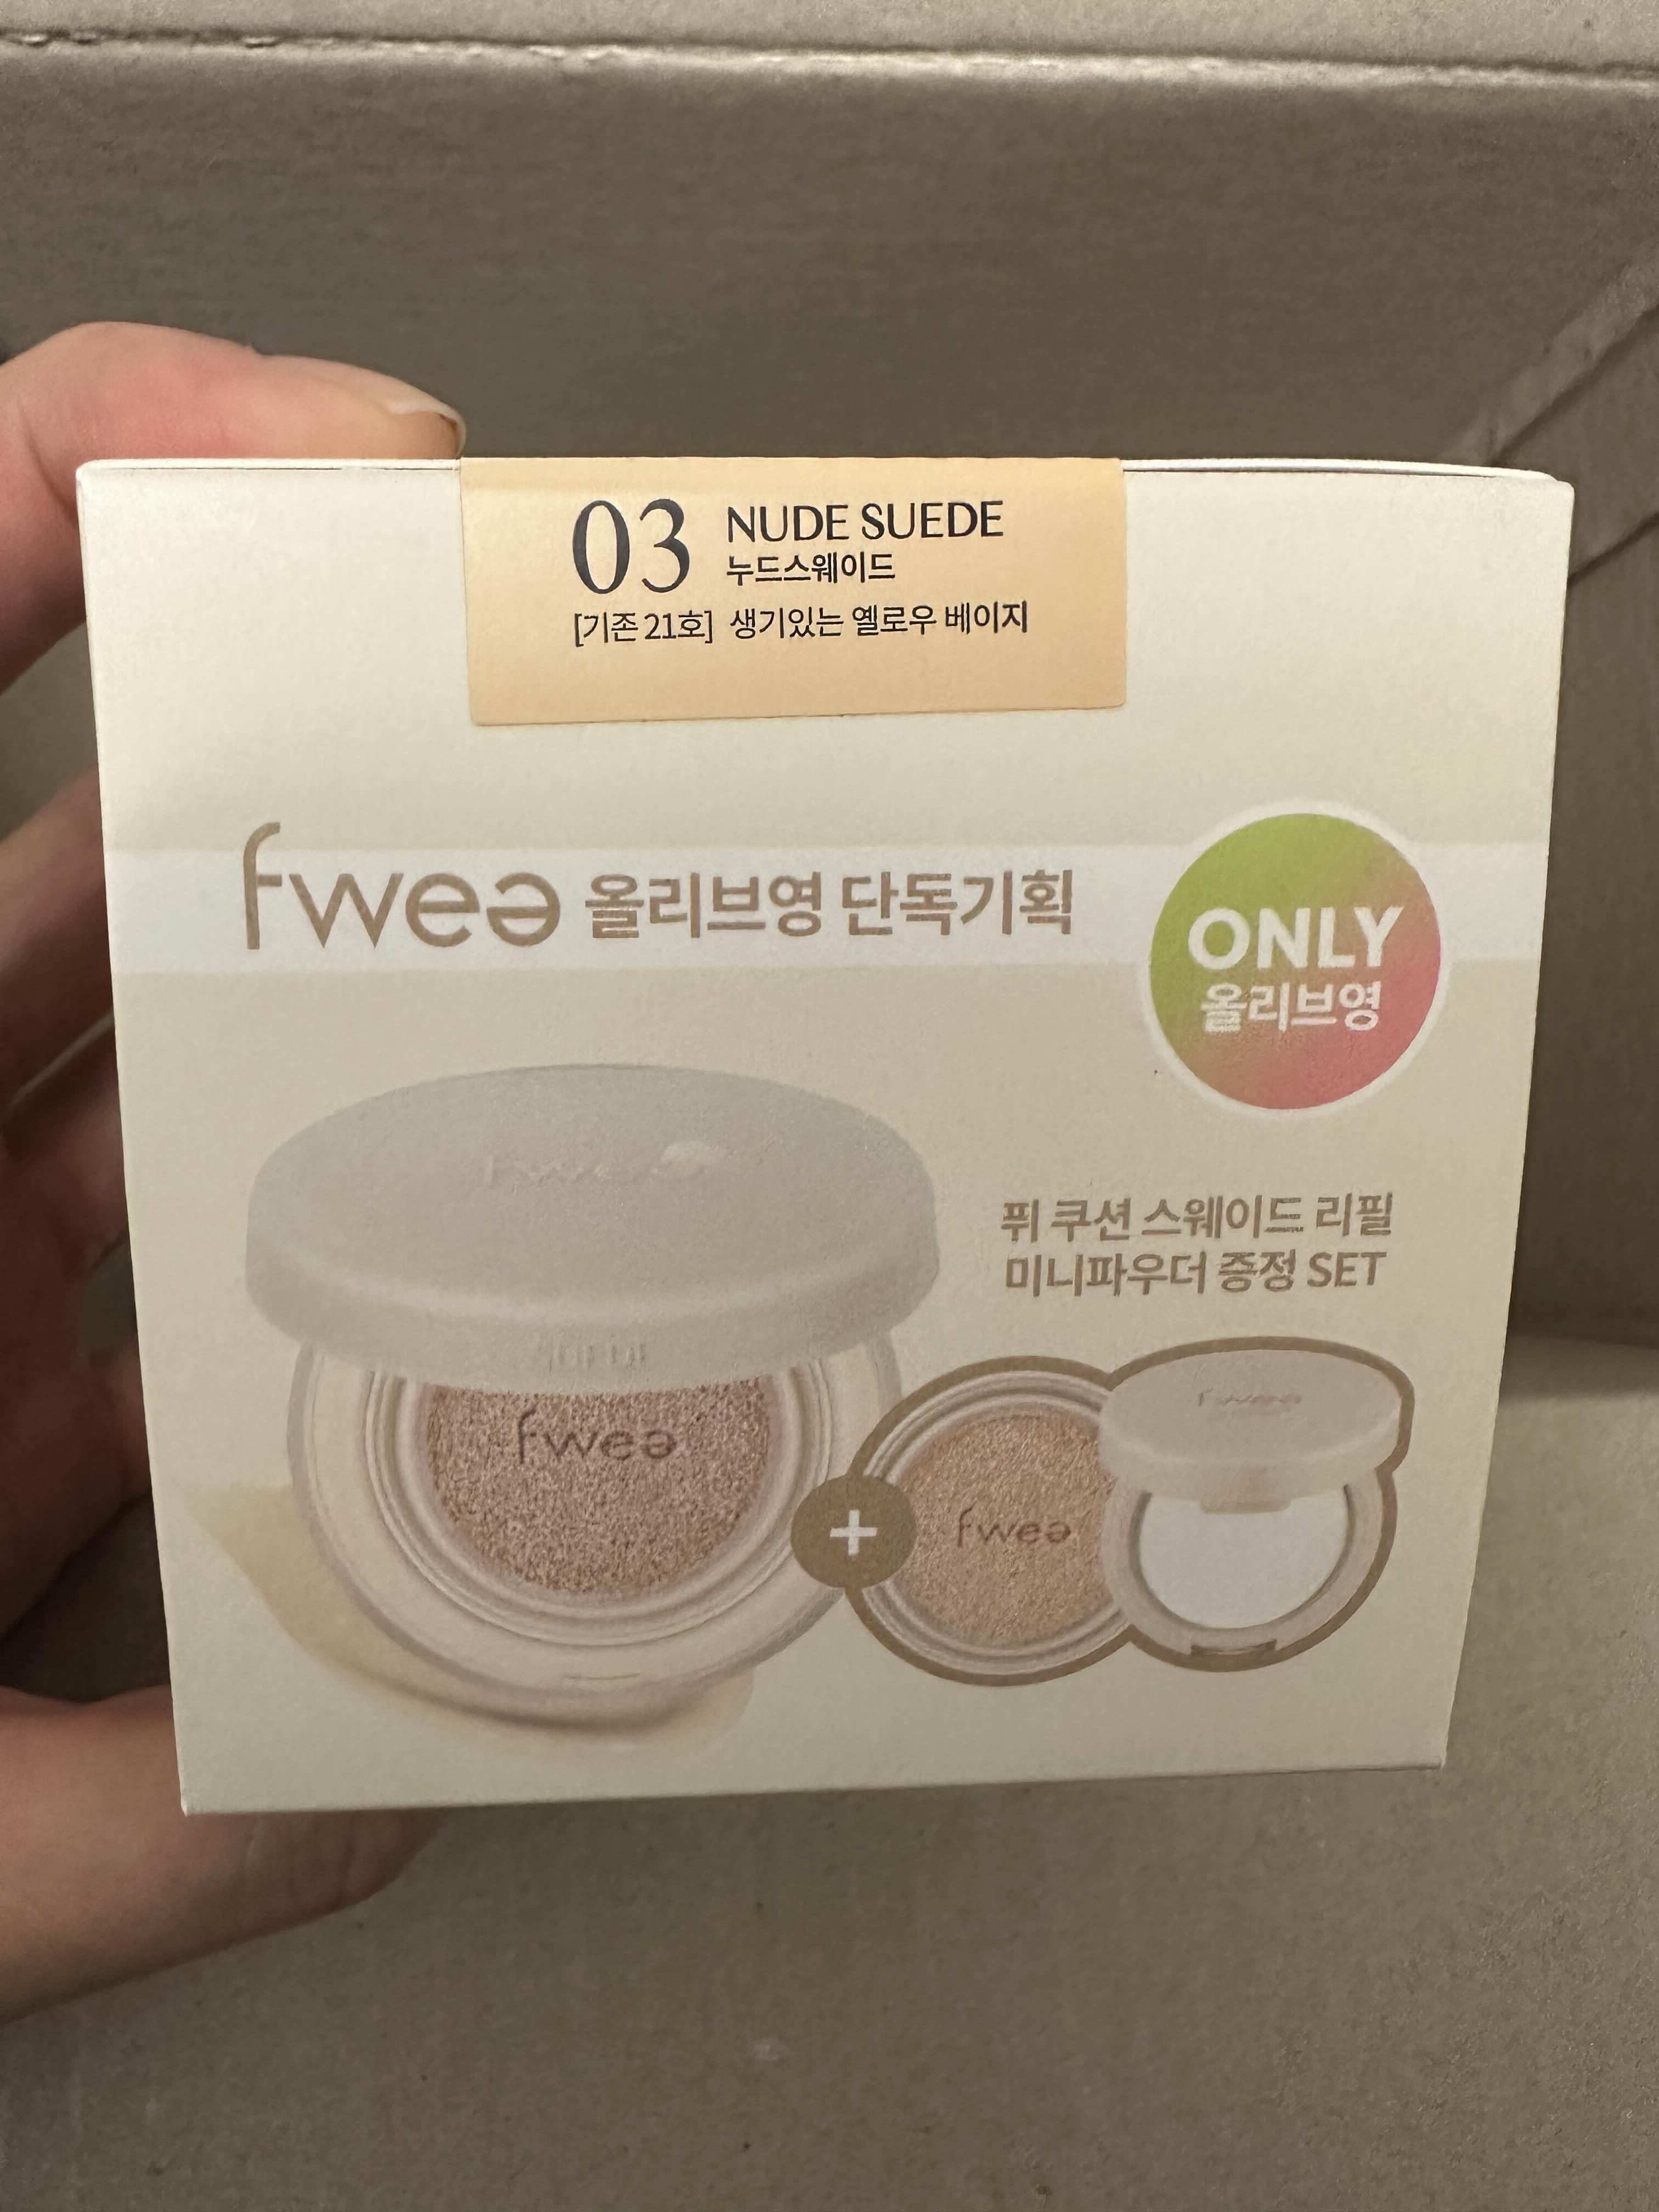 03 NUDE SUEDE
누드스웨이드
[기존 21호] 생기있는 옐로우 베이지
fwee 올리브영 단독기획
ONLY
올리브영
퓌 쿠션 스웨이드 리필
미니파우더 증정 SET
fwee
SUEDE
fwee
+
fwee
fwee